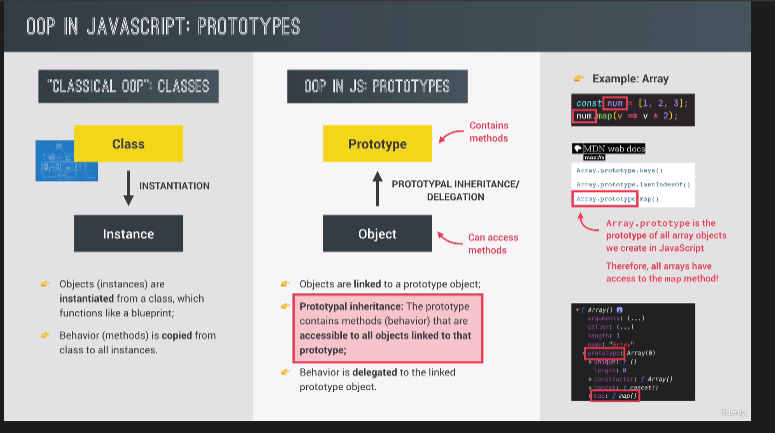 OOP IN JAVASCRIPT: PROTOTYPES
"CLASSICAL OOP": CLASSES
Class
INSTANTIATION
Instance
Objects (instances) are
instantiated from a class, which
functions like a blueprint;
Behavior (methods) is copied from
class to all instances.
OOP IN JS: PROTOTYPES
Prototype
Contains
methods
PROTOTYPAL INHERITANCE/
DELEGATION
Object
Can access
methods
Objects are linked to a prototype object;
Prototypal inheritance: The prototype
contains methods (behavior) that are
accessible to all objects linked to that
prototype;
Behavior is delegated to the linked
prototype object.
Example: Array
const num = [1, 2, 3];
num.map(v => v * 2);
MDN web docs
moz://a
Array.prototype.keys()
Array.prototype.lastIndexOf()
Array.prototype.map()
Array.prototype is the
prototype of all array objects
we create in JavaScript
Therefore, all arrays have
access to the map method!
ƒ Array()
arguments: (...)
caller: (...)
length: 1
name: "Array"
prototype: Array(0)
unique: ƒ ()
length: 0
constructor: ƒ Array()
concat: ƒ concat()
map: ƒ map()
Udemy